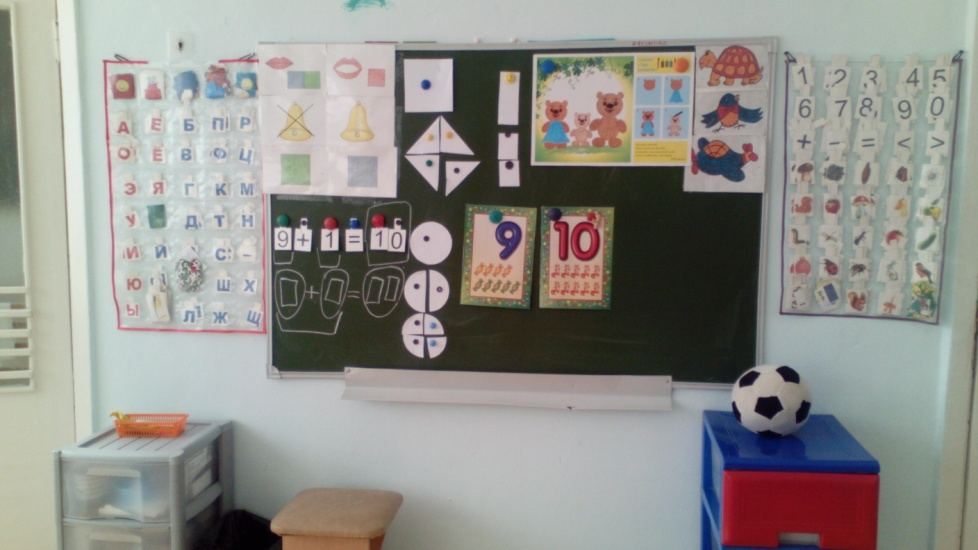 А Ё Б П Р
О Е В Ф Ц
Э Я Г К М
У Д Т Н
И Й С -
Ю Ш Х
Ы Л Ж Щ
9 + 1 = 10
+ =
9
10
1 2 3 4 5
6 7 8 9 0
+ - = < >